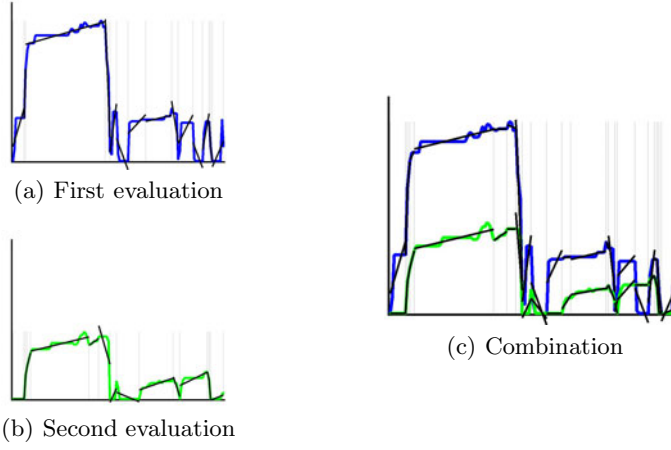 (a) First evaluation
(b) Second evaluation
(c) Combination